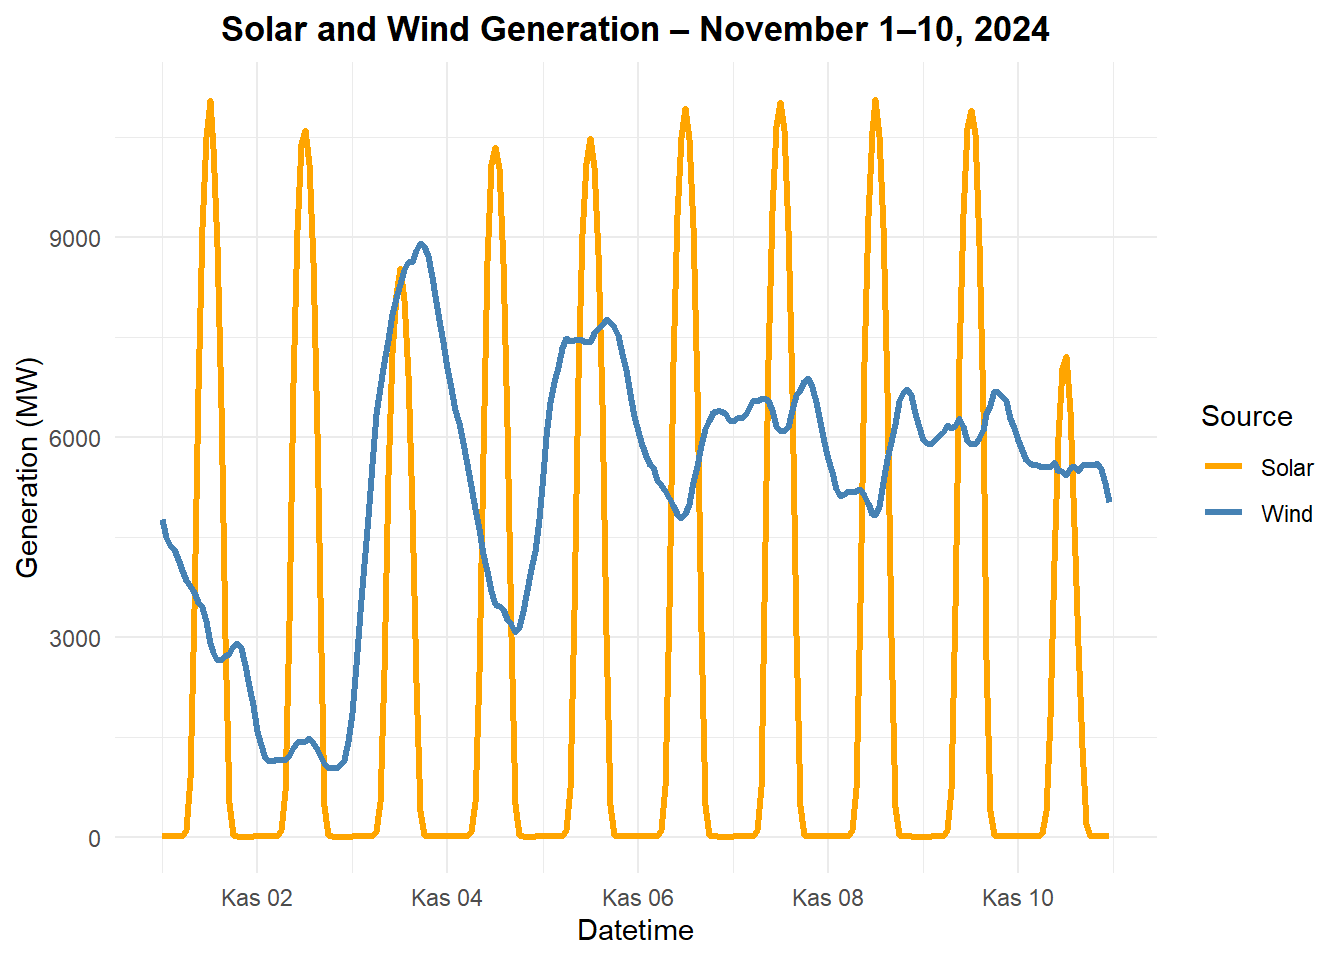 Solar and Wind Generation – November 1–10, 2024
Generation (MW)
9000
6000
3000
0
Kas 02
Kas 04
Kas 06
Kas 08
Kas 10
Datetime
Source
Solar
Wind